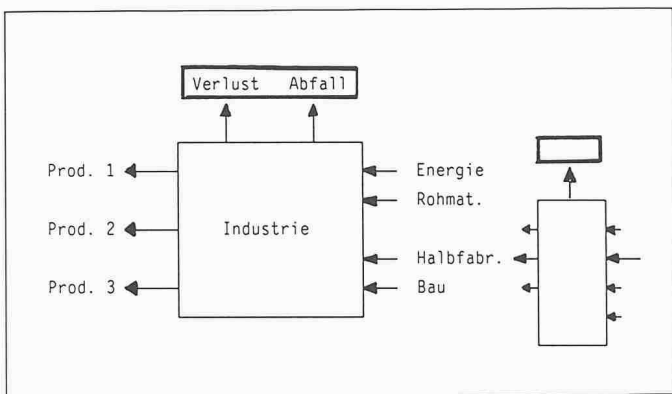 Verlust Abfall
Prod. 1
Energie
Rohmat.
Prod. 2
Industrie
Halbfabr.
Prod. 3
Bau